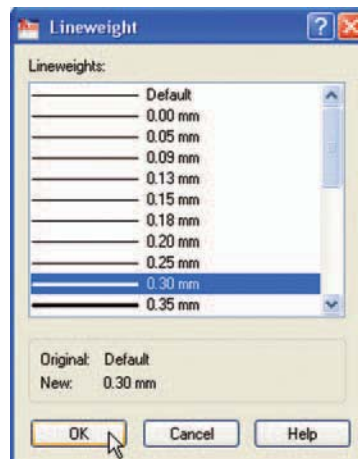 Lineweight
Lineweights:
Default
0.00 mm
0.05 mm
0.09 mm
0.13 mm
0.15 mm
0.18 mm
0.20 mm
0.25 mm
0.30 mm
0.35 mm
Original: Default
New: 0.30 mm
OK Cancel Help